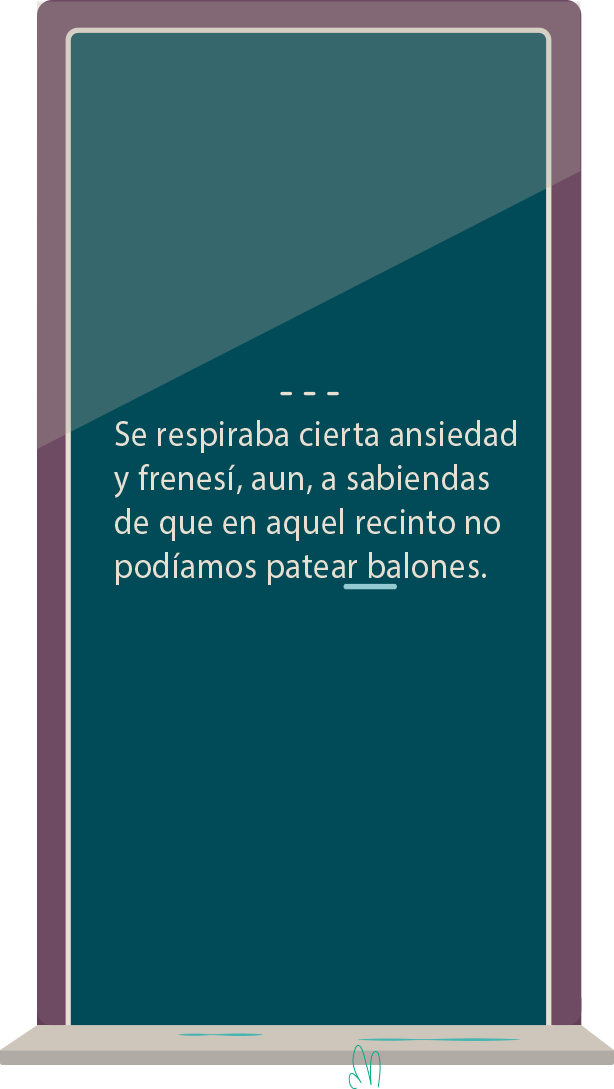 - - -
Se respiraba cierta ansiedad
y frenesí, aun, a sabiendas
de que en aquel recinto no
podíamos patear balones.